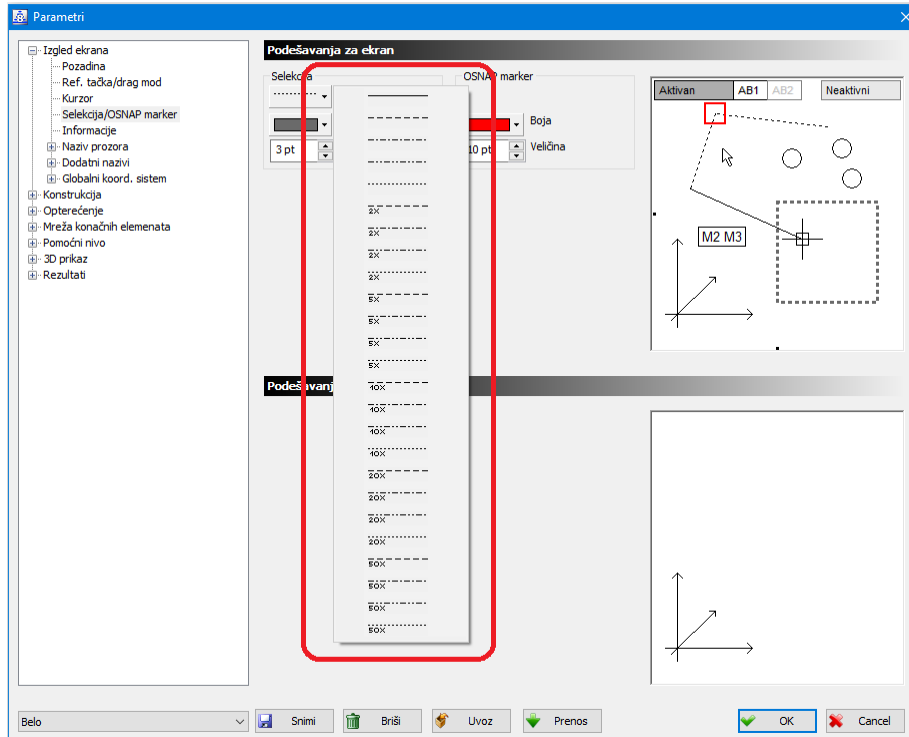 Parametri
Izgled ekrana
Pozadina
Ref. tačka/drag mod
Kurzor
Selekcija/OSNAP marker
Informacije
Naziv prozora
Dodatni nazivi
Globalni koord. sistem
Konstrukcija
Opterećenje
Mreža konačnih elemenata
Pomoćni nivo
3D prikaz
Rezultati
Podešavanja za ekran
OSNAP marker
Boja
3 pt
10 pt
Veličina
2X
2X
2X
2X
5X
5X
5X
5X
10X
10X
10X
10X
20X
20X
20X
20X
50X
50X
50X
50X
Aktivan
AB1
AB2
Neaktivni
M2 M3
Belo
Snimi
Briši
Uvoz
Prenos
OK
Cancel